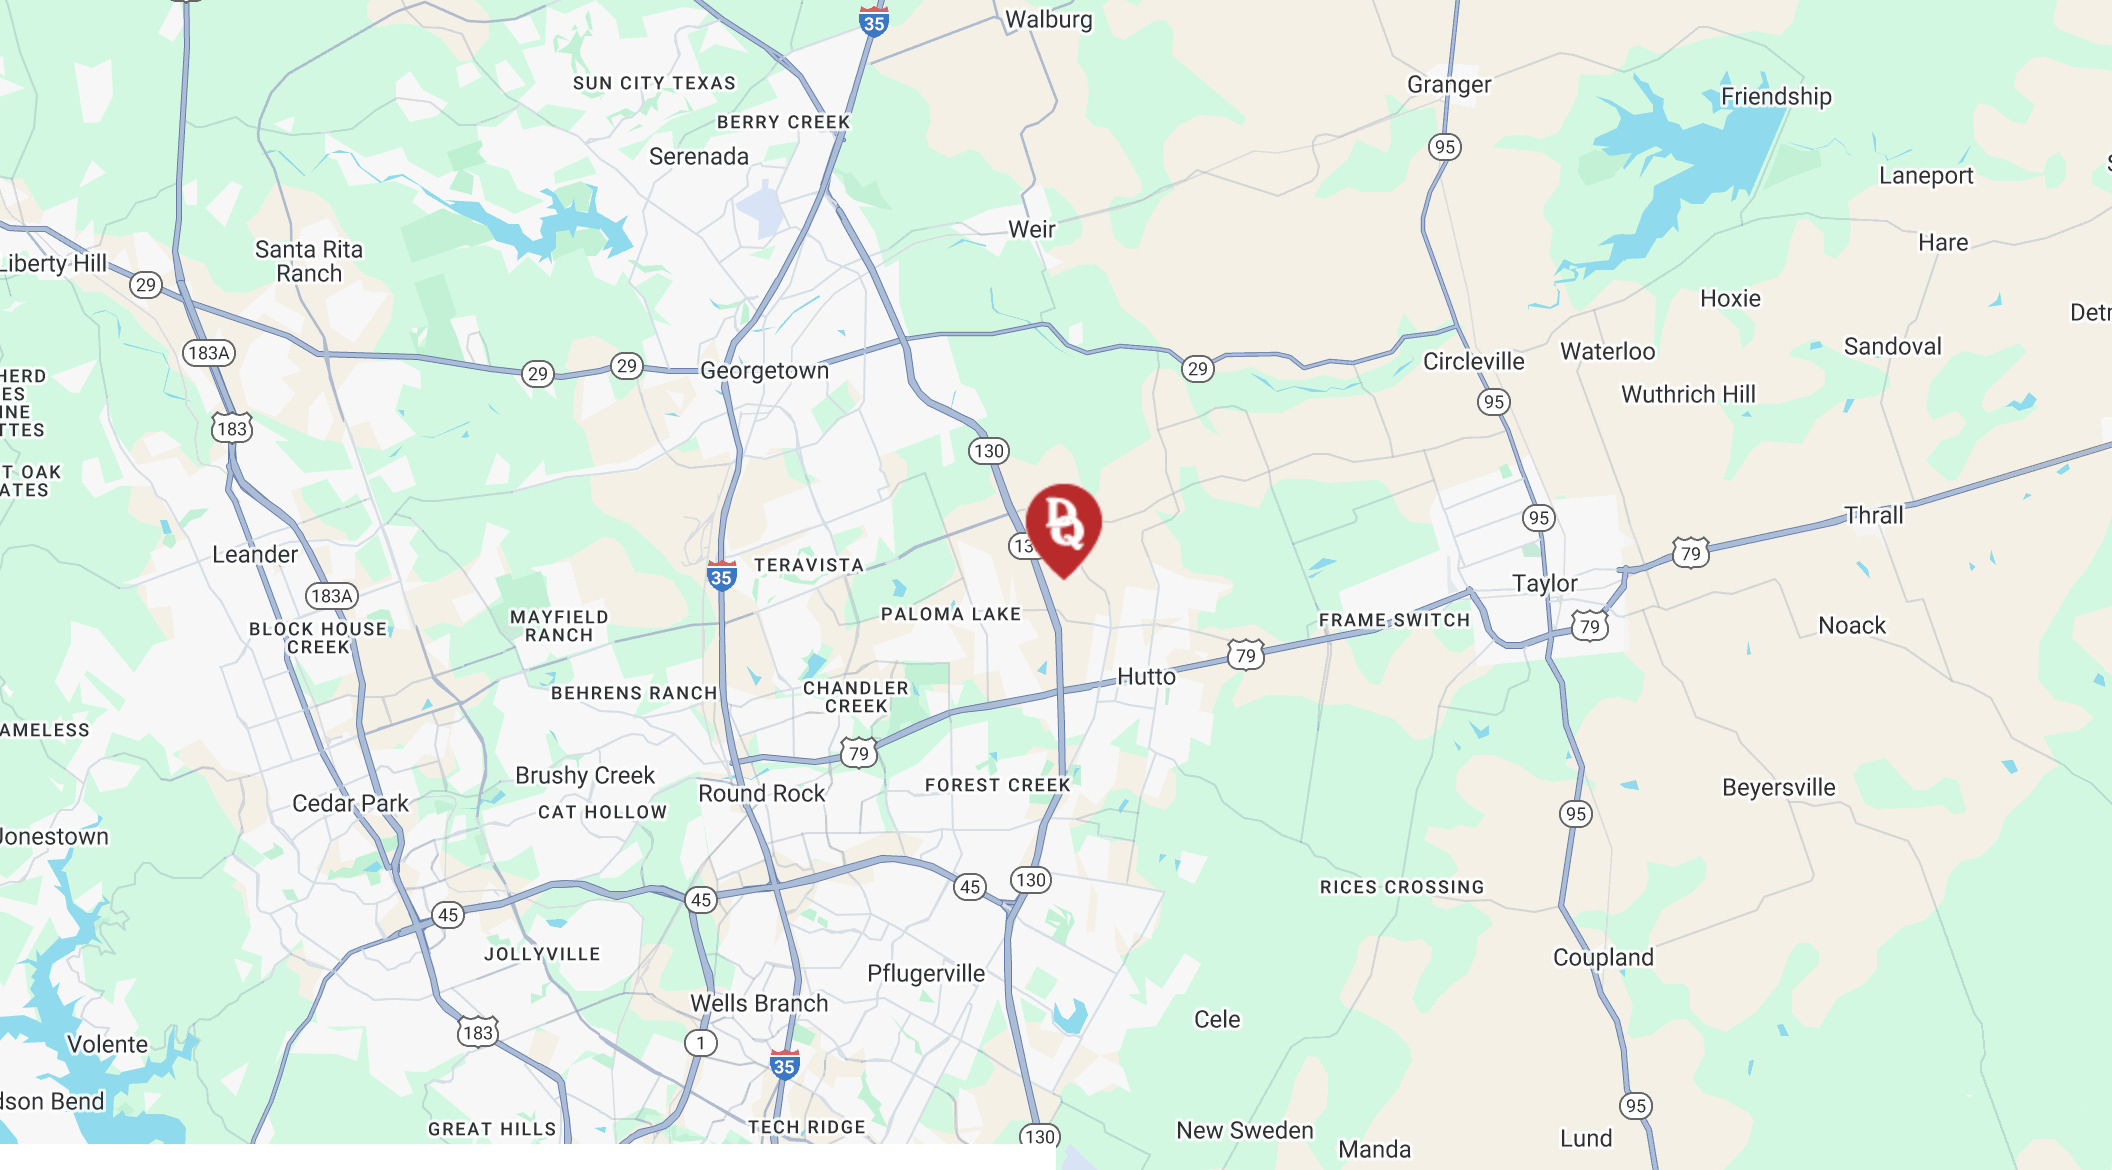 35
Walburg
SUN CITY TEXAS
Granger
Friendship
BERRY CREEK
95
Serenada
Laneport
Weir
Hare
Santa Rita
Ranch
Liberty Hill
29
Hoxie
183A
29
29
Georgetown
29
Circleville
Waterloo
Sandoval
Wuthrich Hill
95
183
130
DQ
95
Thrall
Leander
TERAVISTA
35
79
Taylor
183A
PALOMA LAKE
FRAME SWITCH
79
Noack
MAYFIELD
RANCH
BLOCK HOUSE
CREEK
79
Hutto
BEHRENS RANCH
CHANDLER
CREEK
79
Brushy Creek
Round Rock
FOREST CREEK
Beyersville
Cedar Park
CAT HOLLOW
95
Jonestown
45
45
45
130
RICES CROSSING
JOLLYVILLE
Coupland
Pflugerville
Wells Branch
Cele
183
1
Volente
35
95
GREAT HILLS
TECH RIDGE
130
New Sweden
Manda
Lund